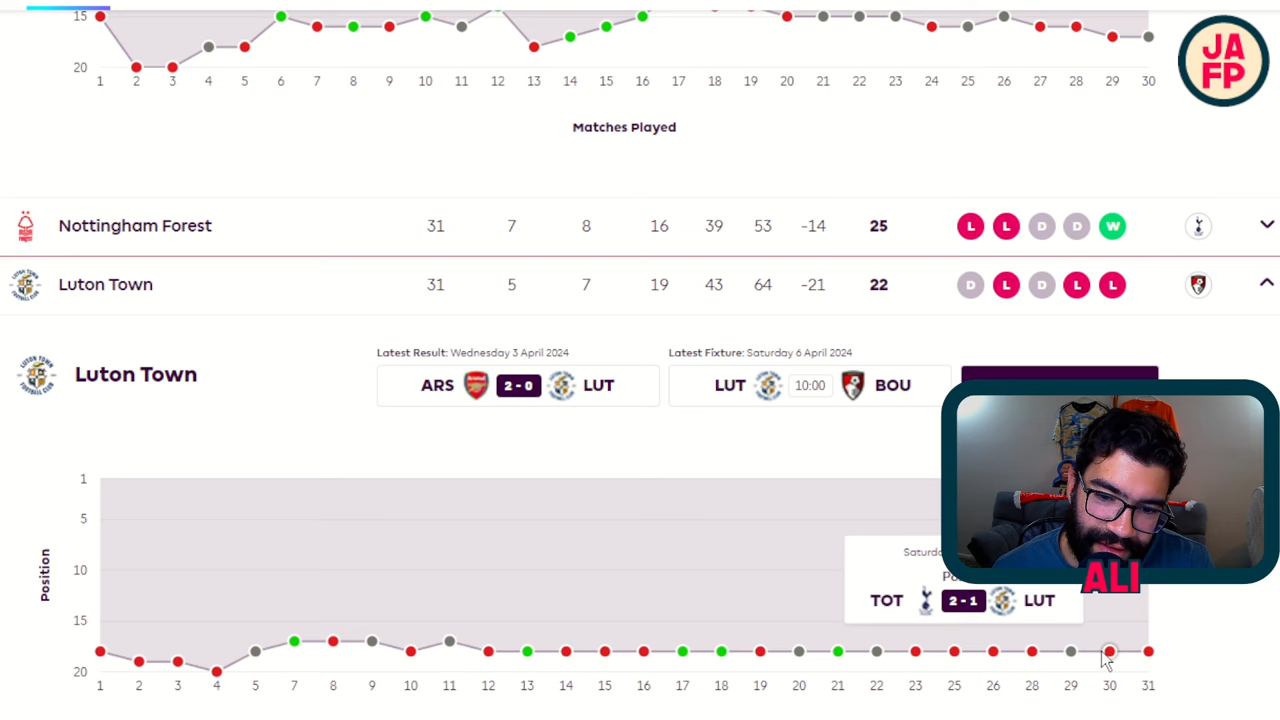 15
20
1 2 3 4 5 6 7 8 9 10 11 12 13 14 15 16 17 18 19 20 21 22 23 24 25 26 27 28 29 30
JA
FP
Matches Played
Nottingham Forest 31 7 8 16 39 53 -14 25 L L D D W
Luton Town 31 5 7 19 43 64 -21 22 D L D L L
Latest Result: Wednesday 3 April 2024 Latest Fixture: Saturday 6 April 2024
Luton Town ARS 2 - 0 LUT LUT 10:00 BOU
Position
1
5
10
15
20
TOT 2 - 1 LUT
ALI
1 2 3 4 5 7 8 9 10 11 12 13 14 15 16 17 18 19 20 21 22 23 25 26 28 29 30 31